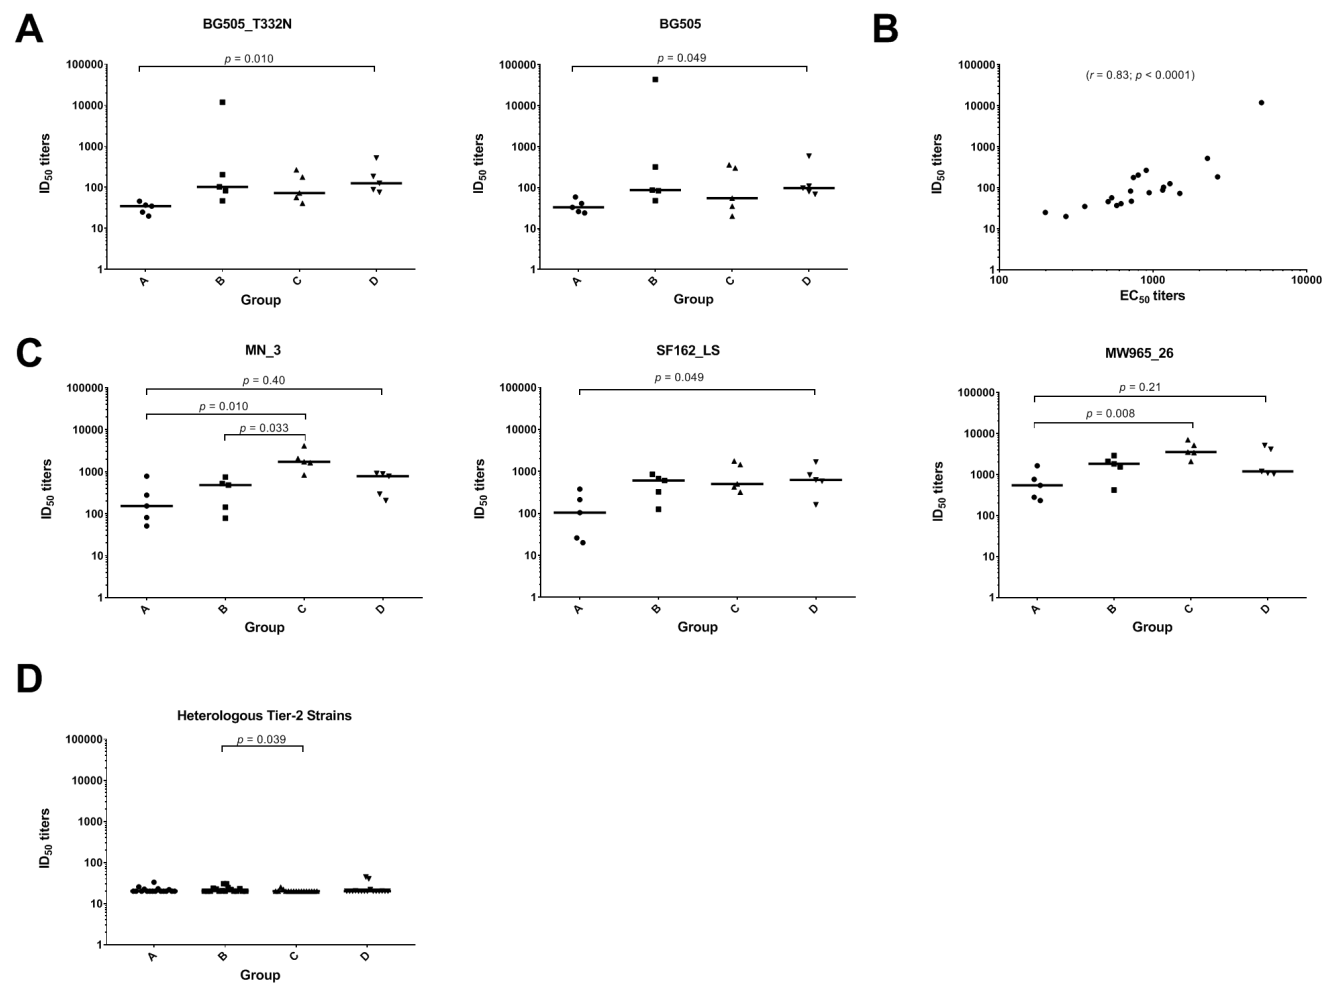 A
BG505_T332N
p = 0.010
100000
10000
1000
100
10
1
ID50 titers
A
B
C
D
Group
BG505
p = 0.049
100000
10000
1000
100
10
1
ID50 titers
A
B
C
D
Group
B
(r = 0.83; p < 0.0001)
100000
10000
1000
100
10
1
ID50 titers
100
1000
10000
EC50 titers
C
MN_3
p = 0.40
p = 0.010
p = 0.033
100000
10000
1000
100
10
1
ID50 titers
A
B
C
D
Group
SF162_LS
p = 0.049
100000
10000
1000
100
10
1
ID50 titers
A
B
C
D
Group
MW965_26
p = 0.21
p = 0.008
100000
10000
1000
100
10
1
ID50 titers
A
B
C
D
Group
D
Heterologous Tier-2 Strains
p = 0.039
100000
10000
1000
100
10
1
ID50 titers
A
B
C
D
Group